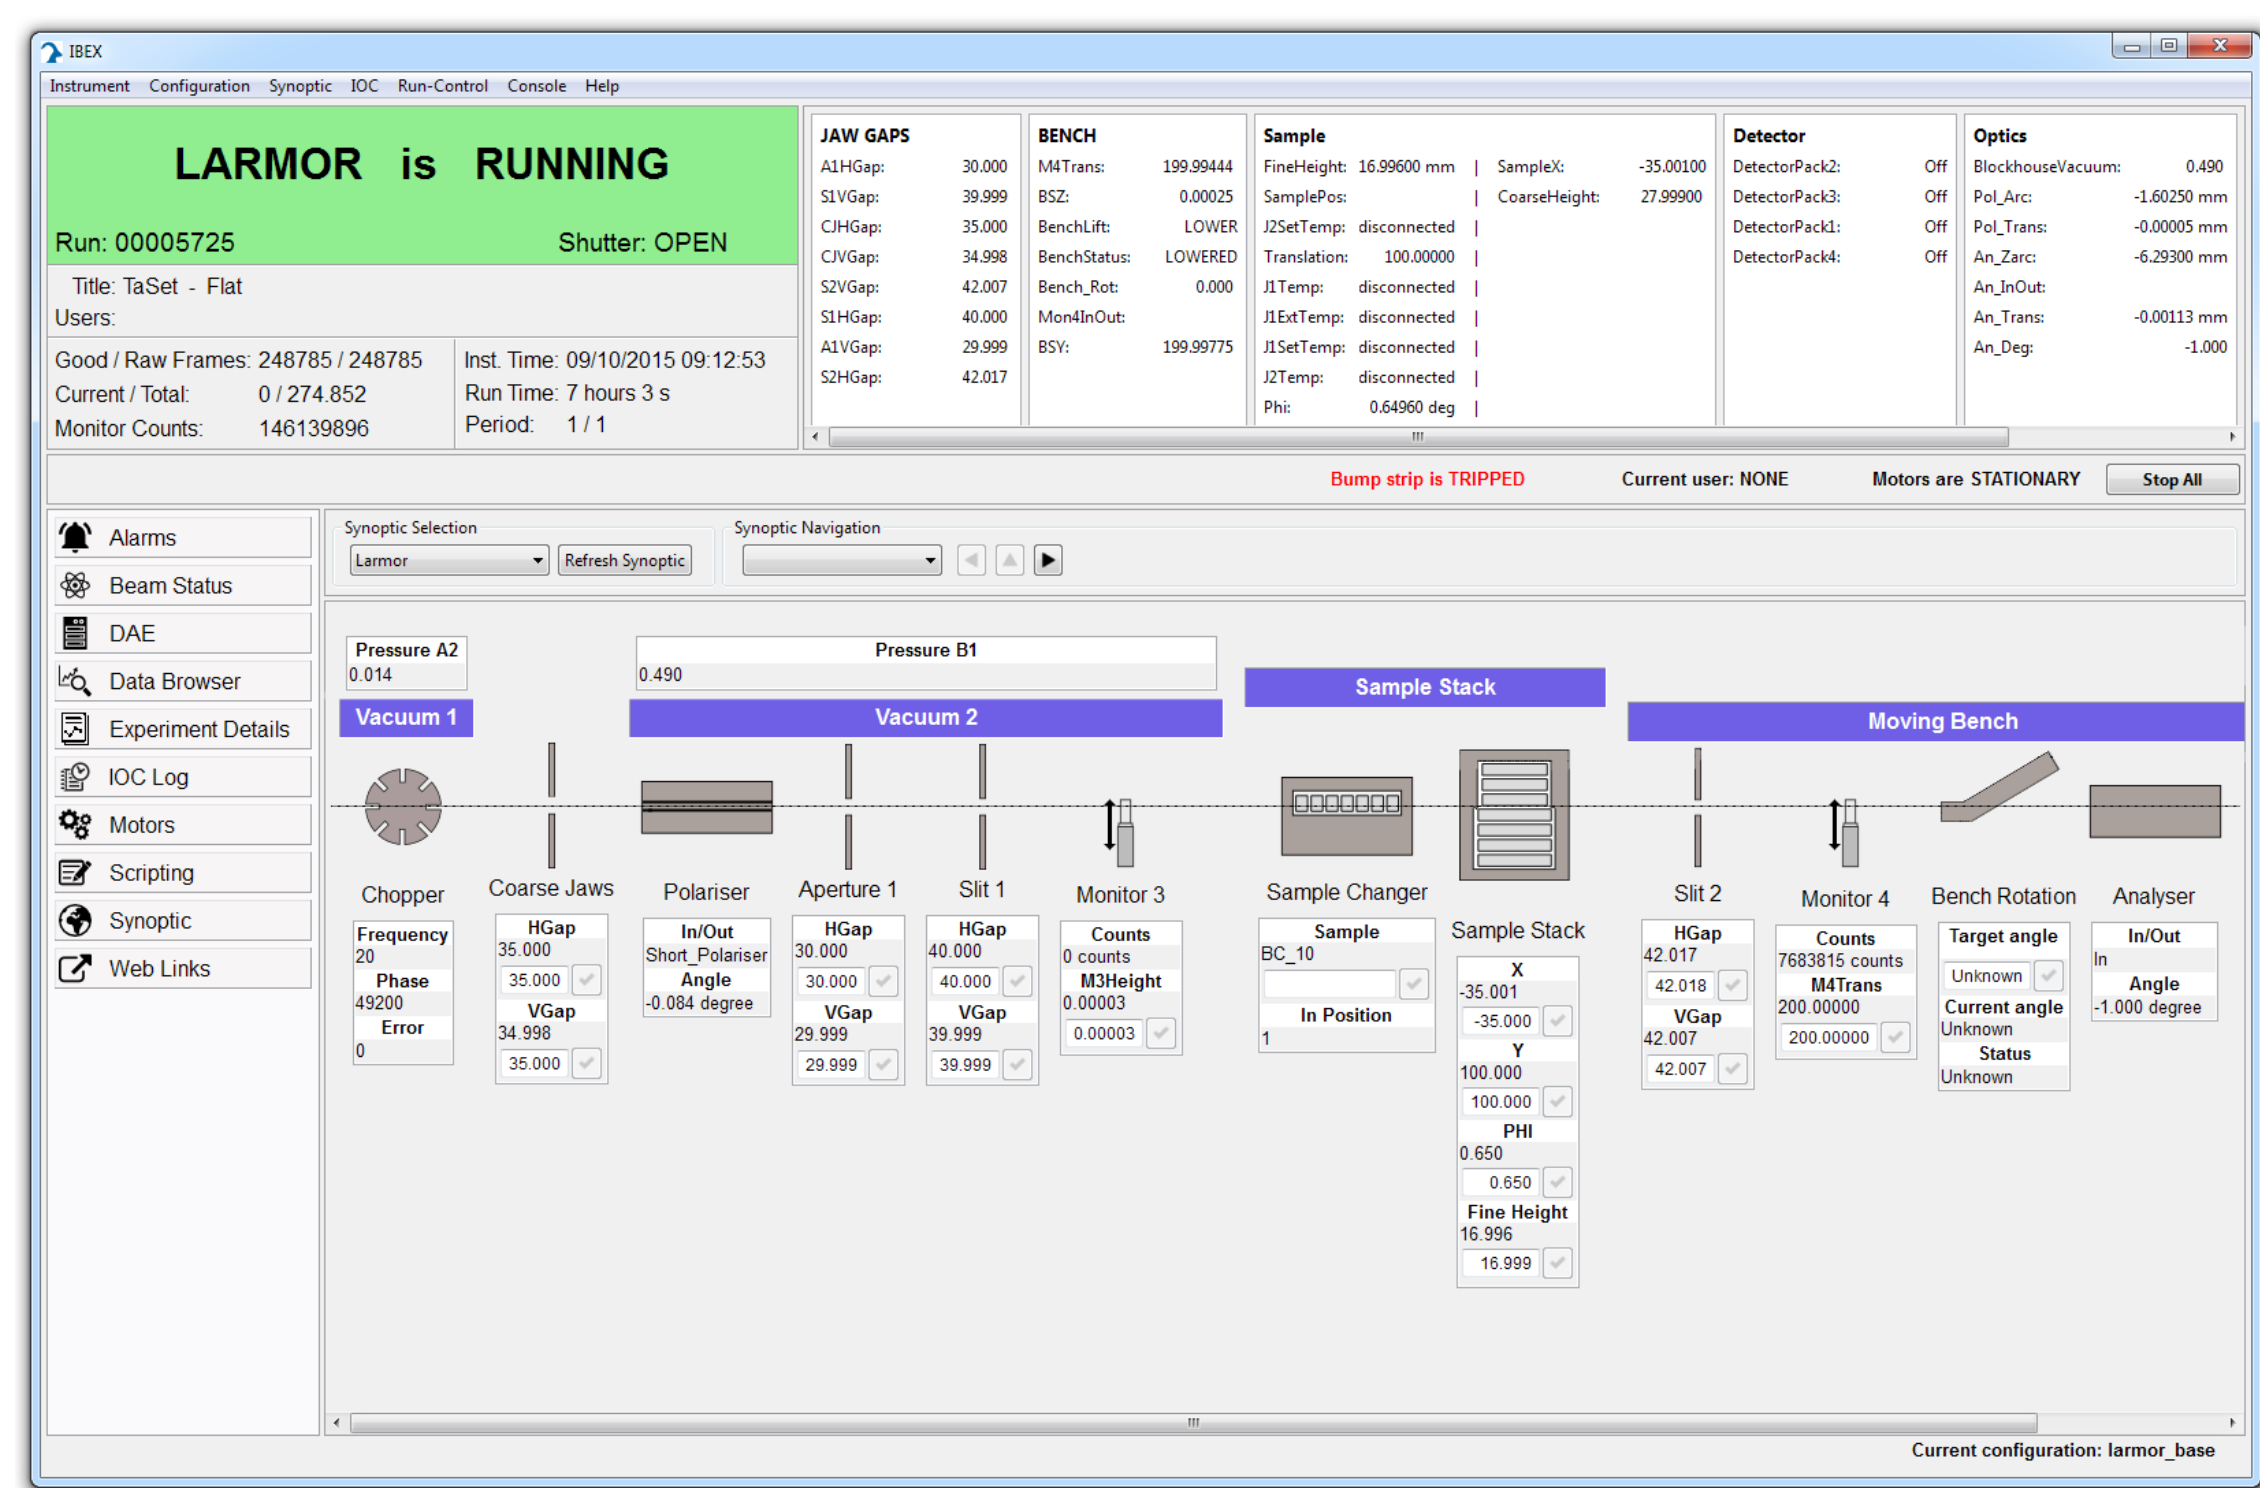 IBEX
Instrument Configuration Synoptic IOC Run-Control Console Help
LARMOR is RUNNING
Run: 00005725 Shutter: OPEN
Title: TaSet - Flat
Users:
Good / Raw Frames: 248785 / 248785
Current / Total: 0 / 274.852
Monitor Counts: 146139896
Inst. Time: 09/10/2015 09:12:53
Run Time: 7 hours 3 s
Period: 1 / 1
JAW GAPS
A1HGap: 30.000
S1VGap: 39.999
CJHGap: 35.000
CJVGap: 34.998
S2VGap: 42.007
S1HGap: 40.000
A1VGap: 29.999
S2HGap: 42.017
BENCH
M4Trans: 199.99444
BSZ: 0.00025
BenchLift: LOWER
BenchStatus: LOWERED
Bench_Rot: 0.000
Mon4InOut:
BSY: 199.99775
Sample
FineHeight: 16.99600 mm | SampleX: -35.00100
SamplePos: | CoarseHeight: 27.99900
J2SetTemp: disconnected |
Translation: 100.00000 |
J1Temp: disconnected |
J1ExtTemp: disconnected |
J1SetTemp: disconnected |
J2Temp: disconnected |
Phi: 0.64960 deg |
Detector
DetectorPack2: Off
DetectorPack3: Off
DetectorPack1: Off
DetectorPack4: Off
Optics
BlockhouseVacuum: 0.490
Pol_Arc: -1.60250 mm
Pol_Trans: -0.00005 mm
An_Zarc: -6.29300 mm
An_InOut:
An_Trans: -0.00113 mm
An_Deg: -1.000
Bump strip is TRIPPED Current user: NONE Motors are STATIONARY Stop All
Alarms
Beam Status
DAE
Data Browser
Experiment Details
IOC Log
Motors
Scripting
Synoptic
Web Links
Synoptic Selection
Larmor Refresh Synoptic
Synoptic Navigation
Pressure A2
0.014
Vacuum 1
Pressure B1
0.490
Vacuum 2
Sample Stack
Moving Bench
Chopper
Frequency
20
Phase
49200
Error
0
Coarse Jaws
HGap
35.000
35.000
VGap
34.998
35.000
Polariser
In/Out
Short_Polariser
Angle
-0.084 degree
Aperture 1
HGap
30.000
30.000
VGap
29.999
29.999
Slit 1
HGap
40.000
40.000
VGap
39.999
39.999
Monitor 3
Counts
0 counts
M3Height
0.00003
0.00003
Sample Changer
Sample
BC_10
In Position
1
Sample Stack
X
-35.001
-35.000
Y
100.000
100.000
PHI
0.650
0.650
Fine Height
16.996
16.999
Slit 2
HGap
42.017
42.018
VGap
42.007
42.007
Monitor 4
Counts
7683815 counts
M4Trans
200.00000
200.00000
Bench Rotation
Target angle
Unknown
Current angle
Unknown
Status
Unknown
Analyser
In/Out
In
Angle
-1.000 degree
Current configuration: larmor_base